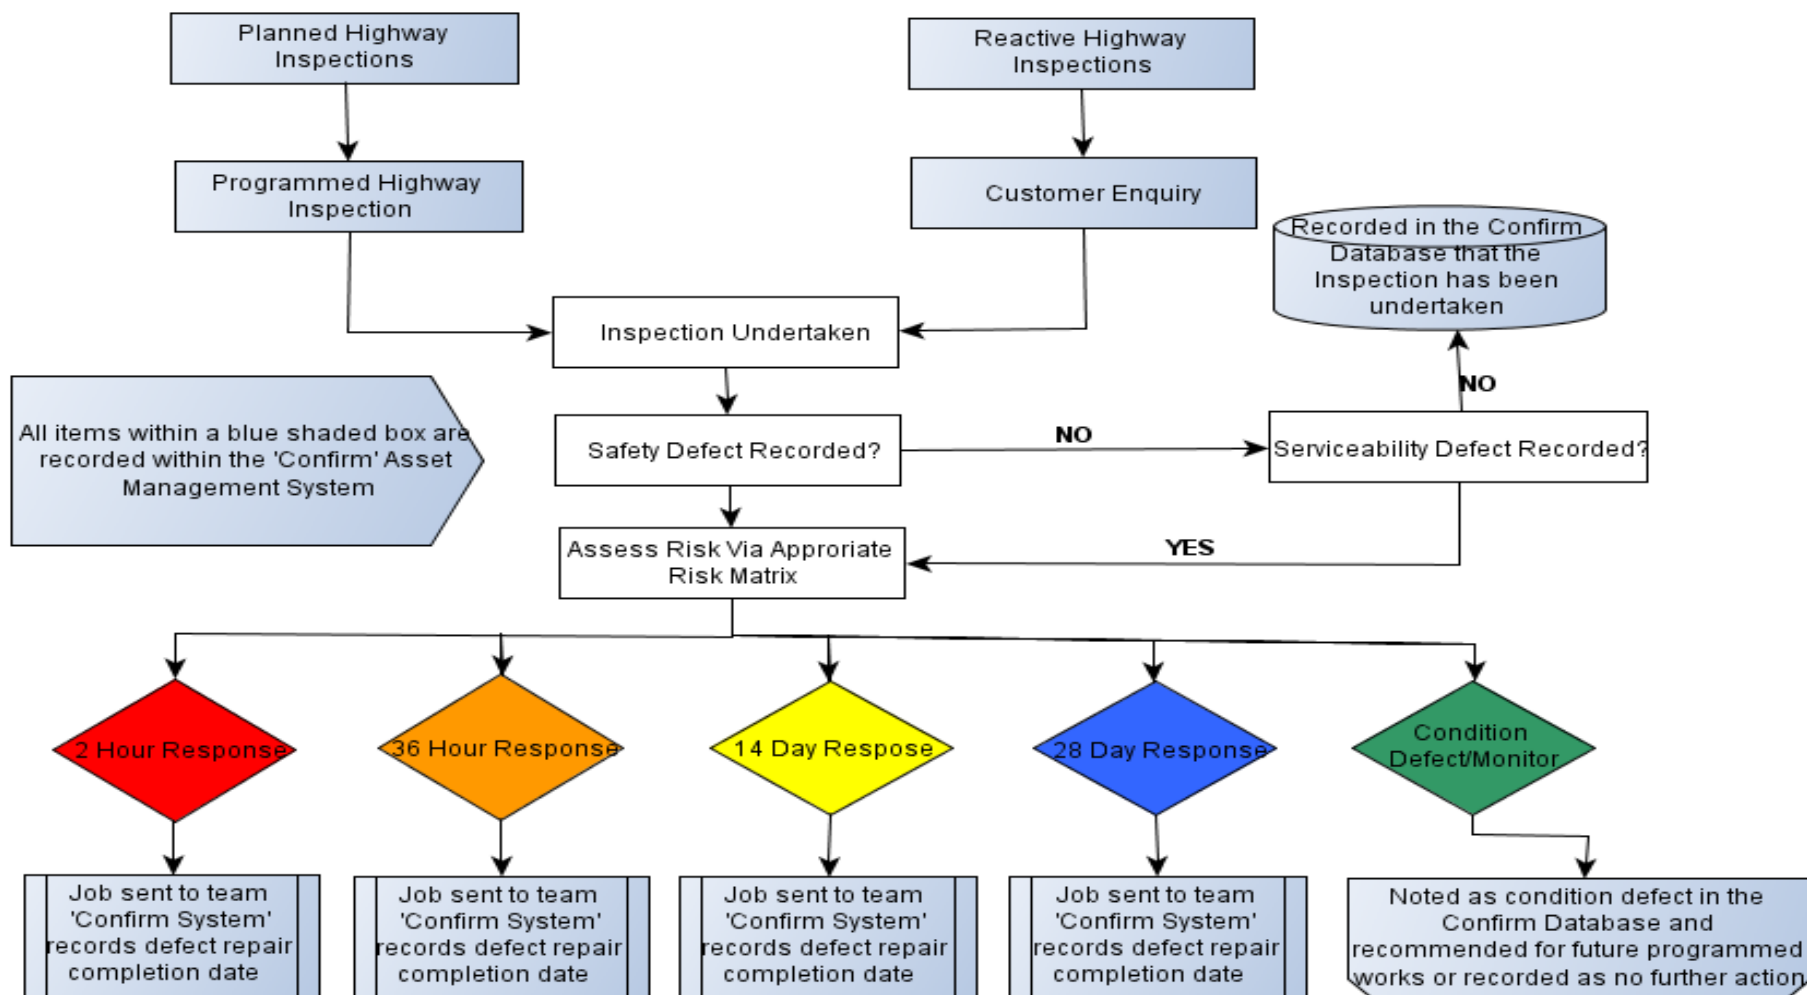 Planned Highway
Inspections
Reactive Highway
Inspections
Programmed Highway
Inspection
Customer Enquiry
Recorded in the Confirm
Database that the
Inspection has been
undertaken
Inspection Undertaken
NO
All items within a blue shaded box are
recorded within the 'Confirm' Asset
Management System
Safety Defect Recorded?
NO
Serviceability Defect Recorded?
Assess Risk Via Approriate
Risk Matrix
YES
2 Hour Response
36 Hour Response
14 Day Respose
28 Day Response
Condition
Defect/Monitor
Job sent to team
'Confirm System'
records defect repair
completion date
Job sent to team
'Confirm System'
records defect repair
completion date
Job sent to team
'Confirm System'
records defect repair
completion date
Job sent to team
'Confirm System'
records defect repair
completion date
Noted as condition defect in the
Confirm Database and
recommended for future programmed
works or recorded as no further action